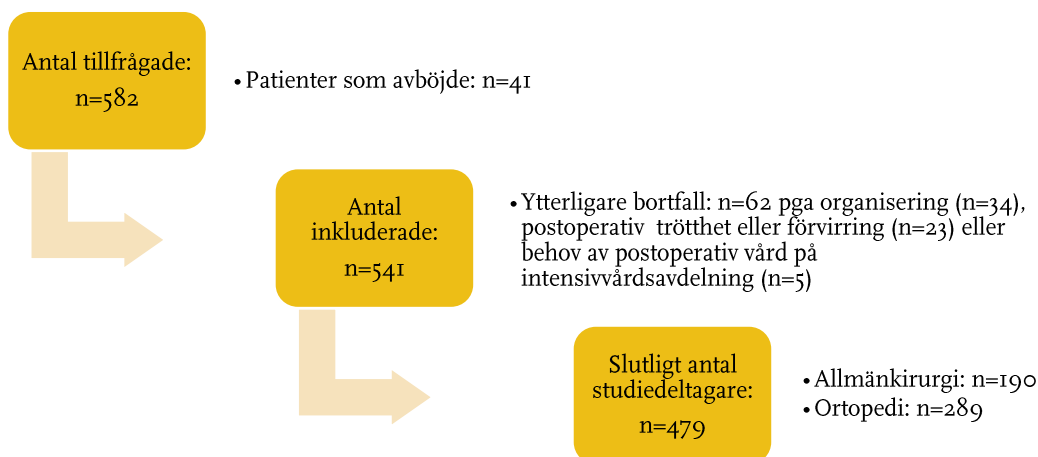 Antal tillfrågade:
n=582
• Patienter som avböjde: n=41
Antal
inkluderade:
n=541
• Ytterligare bortfall: n=62 pga organisering (n=34),
postoperativ trötthet eller förvirring (n=23) eller
behov av postoperativ vård på
intensivvårdsavdelning (n=5)
Slutligt antal
studiedeltagare:
n=479
• Allmänkirurgi: n=190
• Ortopedi: n=289